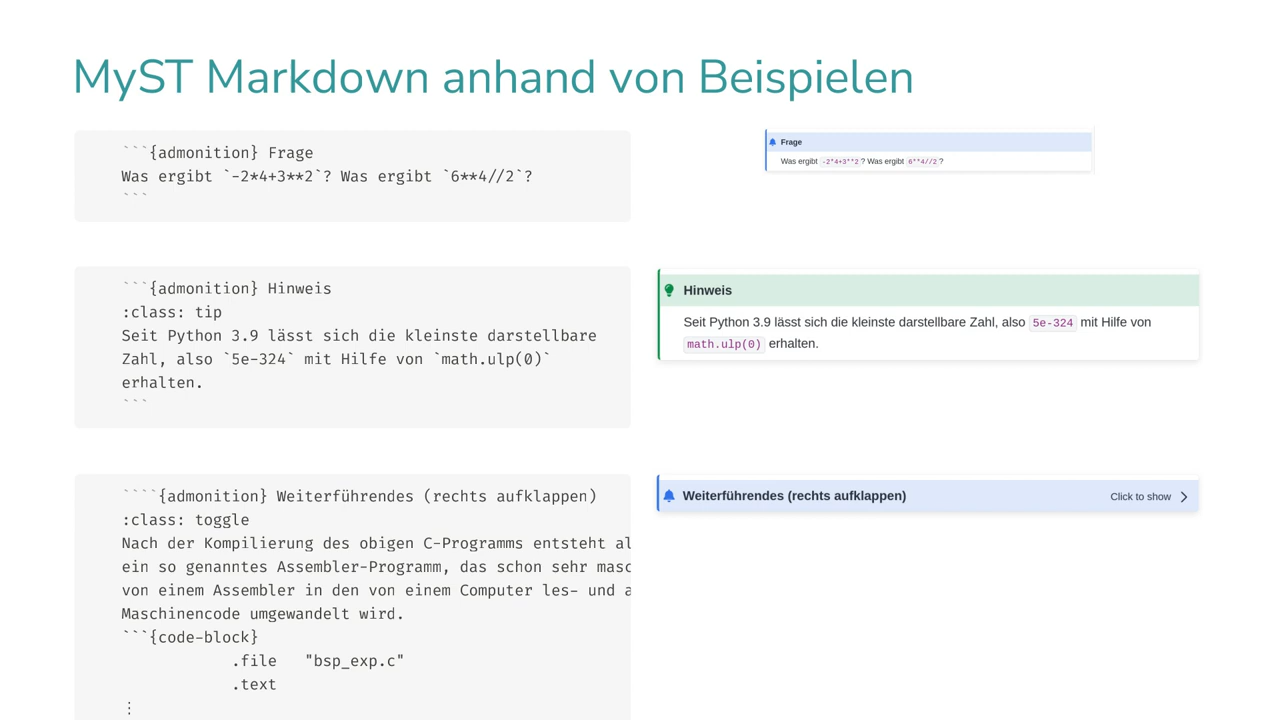 MyST Markdown anhand von Beispielen
```{admonition} Frage
Was ergibt `-2*4+3**2`? Was ergibt `6**4//2`?
```
Frage
Was ergibt -2*4+3**2 ? Was ergibt 6**4//2 ?
```{admonition} Hinweis
:class: tip
Seit Python 3.9 lässt sich die kleinste darstellbare
Zahl, also `5e-324` mit Hilfe von `math.ulp(0)`
erhalten.
```
Hinweis
Seit Python 3.9 lässt sich die kleinste darstellbare Zahl, also 5e-324 mit Hilfe von
math.ulp(0) erhalten.
````{admonition} Weiterführendes (rechts aufklappen)
:class: toggle
Nach der Kompilierung des obigen C-Programms entsteht al
ein so genanntes Assembler-Programm, das schon sehr masc
von einem Assembler in den von einem Computer les- und a
Maschinencode umgewandelt wird.
```{code-block}
.file "bsp_exp.c"
.text
⋮
Weiterführendes (rechts aufklappen)
Click to show